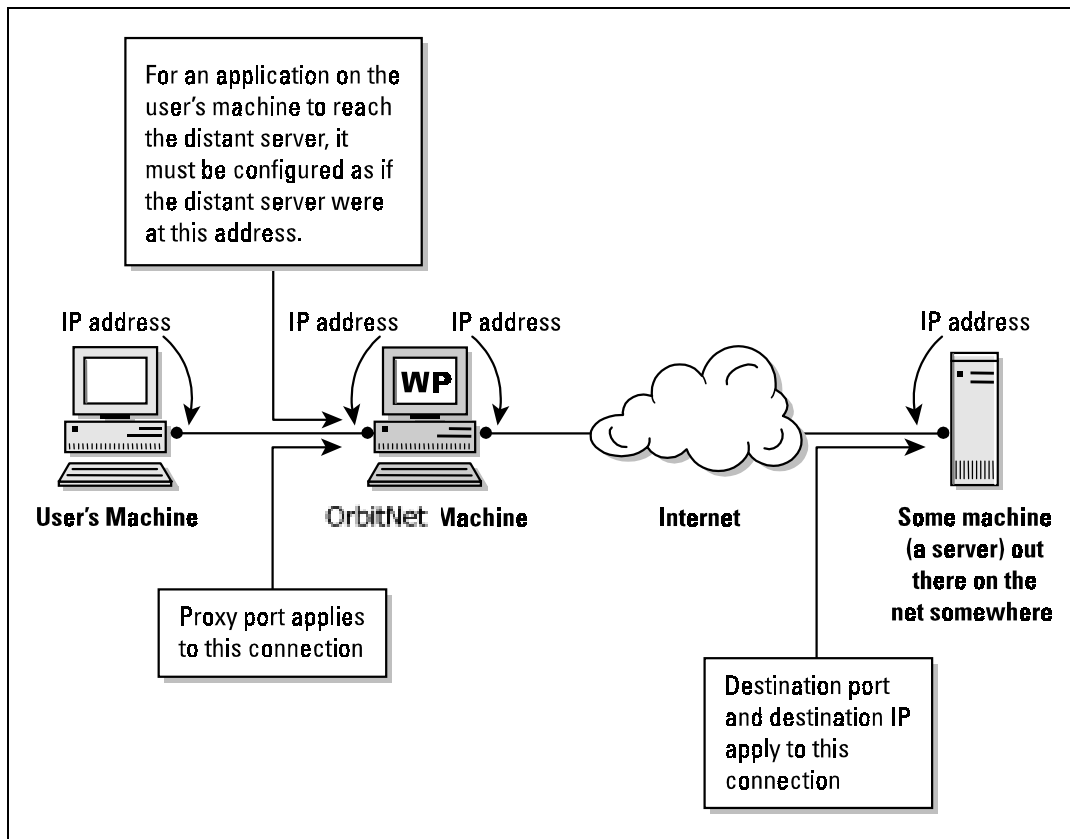 For an application on the
user's machine to reach
the distant server, it
must be configured as if
the distant server were
at this address.
IP address
IP address
IP address
IP address
WP
User's Machine
OrbitNet Machine
Internet
Some machine
(a server) out
there on the
net somewhere
Proxy port applies
to this connection
Destination port
and destination IP
apply to this
connection